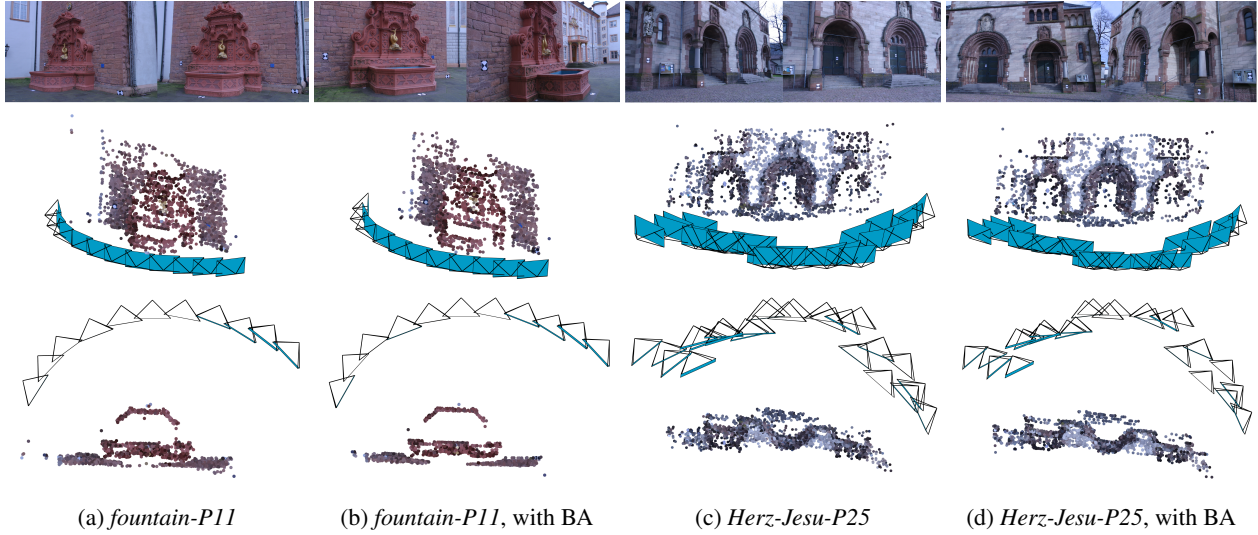 (a) fountain-P11
(b) fountain-P11, with BA
(c) Herz-Jesu-P25
(d) Herz-Jesu-P25, with BA